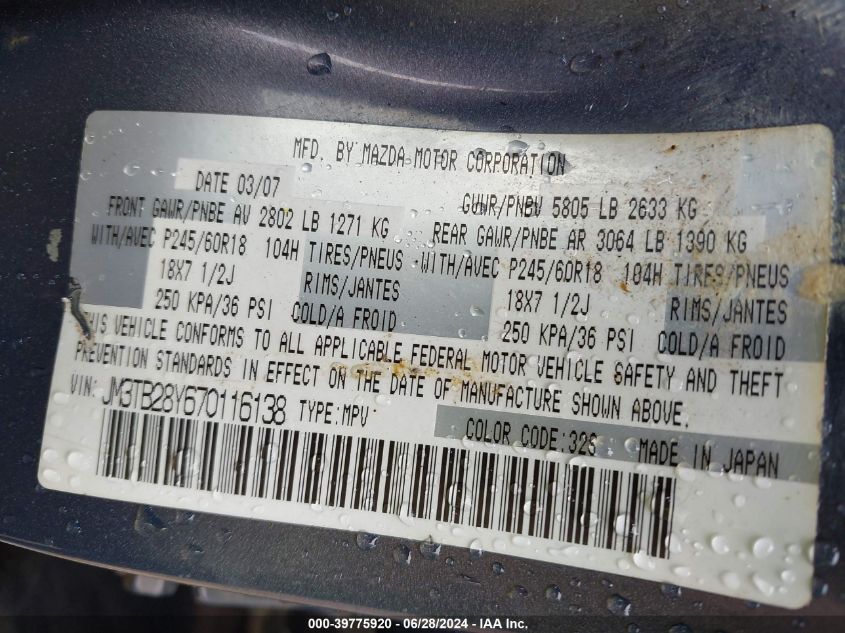 MFD. BY MAZDA MOTOR CORPORATION
DATE 03/07
GVWR/PNBV 5805 LB 2633 KG
FRONT GAWR/PNBE AV 2802 LB 1271 KG
REAR GAWR/PNBE AR 3064 LB 1390 KG
WITH/AVEC P245/60R18 104H TIRES/PNEUS
WITH/AVEC P245/60R18 104H TIRES/PNEUS
18X7 1/2J RIMS/JANTES
18X7 1/2J RIMS/JANTES
250 KPA/36 PSI COLD/A FROID
250 KPA/36 PSI COLD/A FROID
THIS VEHICLE CONFORMS TO ALL APPLICABLE FEDERAL MOTOR VEHICLE SAFETY AND THEFT
PREVENTION STANDARDS IN EFFECT ON THE DATE OF MANUFACTURE SHOWN ABOVE.
VIN: JM3TB28Y670116138 TYPE:MPV
COLOR CODE:32S MADE IN JAPAN
000-39775920 - 06/28/2024 - IAA Inc.